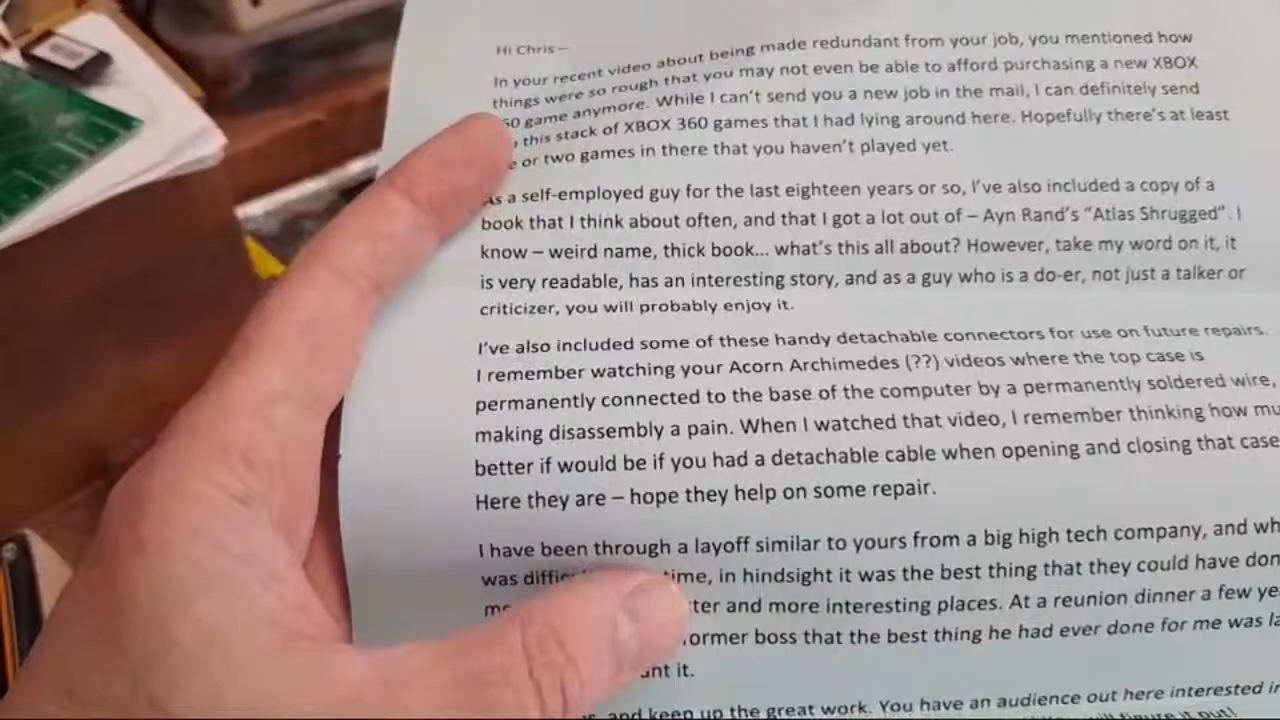 Hi Chris –
In your recent video about being made redundant from your job, you mentioned how
things were so rough that you may not even be able to afford purchasing a new XBOX
game anymore. While I can't send you a new job in the mail, I can definitely send
this stack of XBOX 360 games that I had lying around here. Hopefully there's at least
or two games in there that you haven't played yet.
As a self-employed guy for the last eighteen years or so, I've also included a copy of a
book that I think about often, and that I got a lot out of – Ayn Rand's "Atlas Shrugged". I
know – weird name, thick book... what's this all about? However, take my word on it, it
is very readable, has an interesting story, and as a guy who is a do-er, not just a talker or
criticizer, you will probably enjoy it.
I've also included some of these handy detachable connectors for use on future repairs.
I remember watching your Acorn Archimedes (??) videos where the top case is
permanently connected to the base of the computer by a permanently soldered wire,
making disassembly a pain. When I watched that video, I remember thinking how
better if would be if you had a detachable cable when opening and closing that case
Here they are – hope they help on some repair.
I have been through a layoff similar to yours from a big high tech company, and
was in hindsight it was the best thing that they could have
and more interesting places. At a reunion dinner a few
boss that the best thing he had ever done for me was
it.
and keep up the great work. You have an audience out here interested